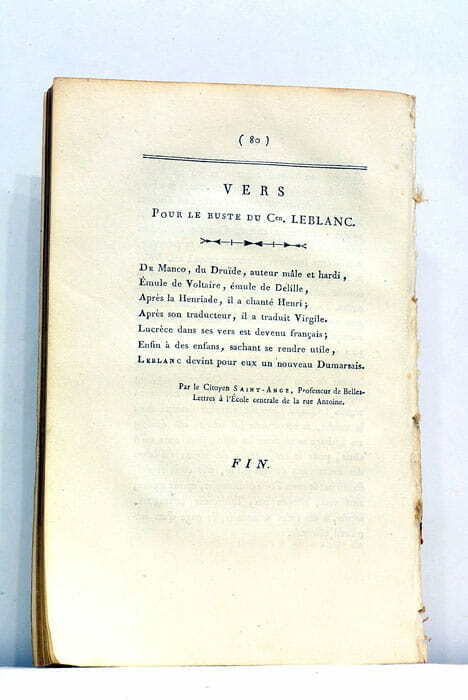 ( 80 )
VERS
POUR LE BUSTE DU Cen. LEBLANC.
DE MANCO, du Druïde, auteur mâle et hardi,
Émule de Voltaire, émule de Delille,
Après la Henriade, il a chanté Henri;
Après son traducteur, il a traduit Virgile.
Lucrèce dans ses vers est devenu français;
Enfin à des enfans, sachant se rendre utile,
LEBLANC devint pour eux un nouveau Dumarsais.
Par le Citoyen SAINT-ANGE, Professeur de Belles-
Lettres à l'École centrale de la rue Antoine.
FIN.